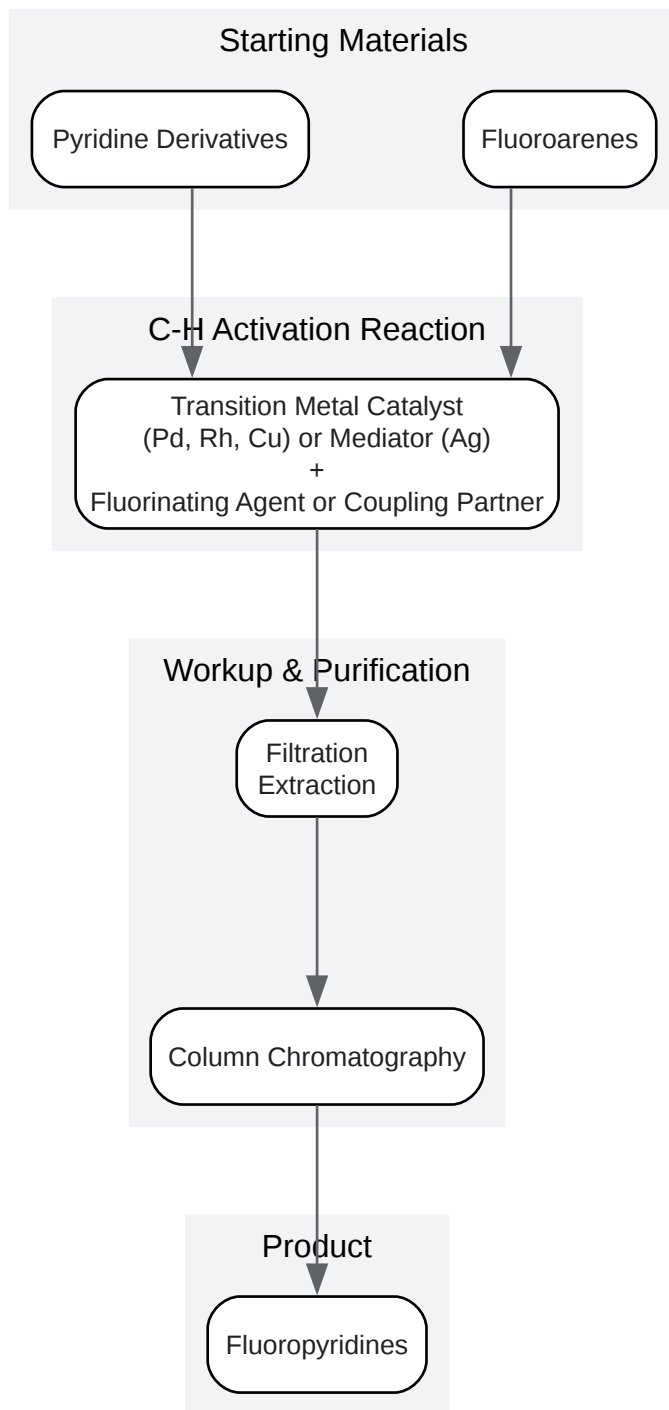 Starting Materials
Pyridine Derivatives
Fluoroarenes
C-H Activation Reaction
Transition Metal Catalyst
(Pd, Rh, Cu) or Mediator (Ag)
+
Fluorinating Agent or Coupling Partner
Workup & Purification
Filtration
Extraction
Column Chromatography
Product
Fluoropyridines